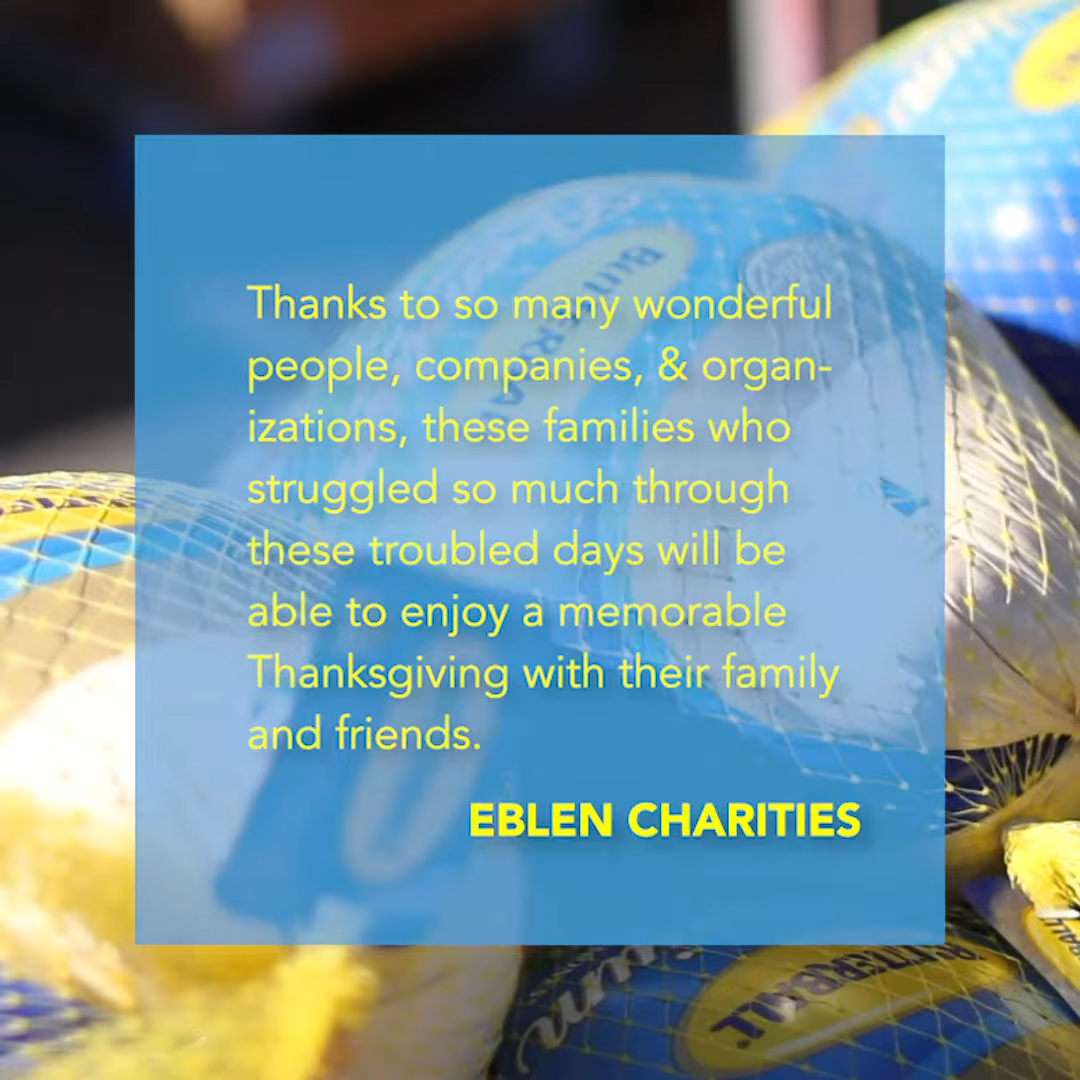 Thanks to so many wonderful
people, companies, & organ-
izations, these families who
struggled so much through
these troubled days will be
able to enjoy a memorable
Thanksgiving with their family
and friends.
EBLEN CHARITIES
BUTTERBALL
BUTTERBALL